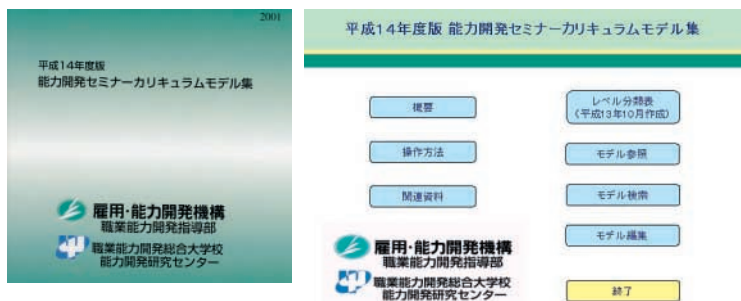 2001
平成14年度版
能力開発セミナーカリキュラムモデル集
雇用・能力開発機構
職業能力開発指導部
職業能力開発総合大学校
能力開発研究センター
平成14年度版 能力開発セミナーカリキュラムモデル集
概要
操作方法
関連資料
レベル分類表
(平成13年10月作成)
モデル参照
モデル検索
モデル編集
終了
雇用・能力開発機構
職業能力開発指導部
職業能力開発総合大学校
能力開発研究センター